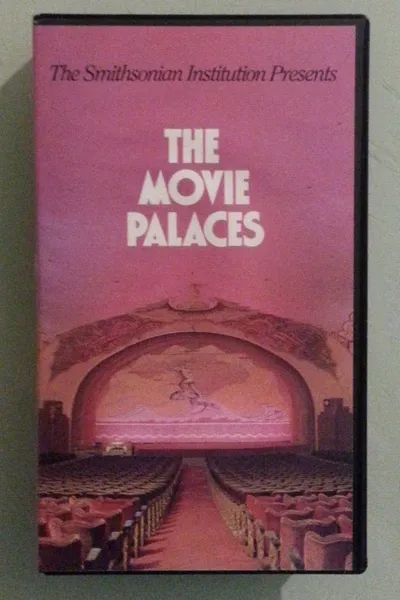 The Smithsonian Institution Presents
THE
MOVIE
PALACES